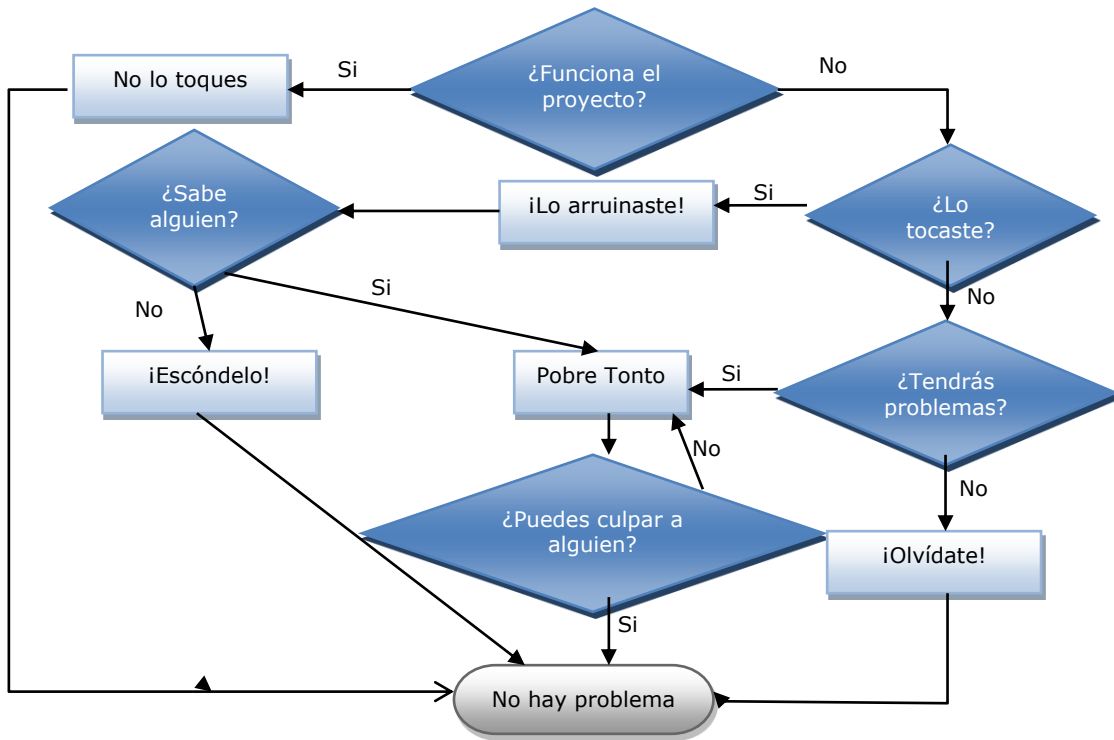 No lo toques
Si
¿Funciona el
proyecto?
No
¿Sabe
alguien?
¡Lo arruinaste!
Si
¿Lo
tocaste?
No
Si
No
¡Escóndelo!
Pobre Tonto
Si
¿Tendrás
problemas?
No
No
¿Puedes culpar a
alguien?
¡Olvídate!
Si
No hay problema